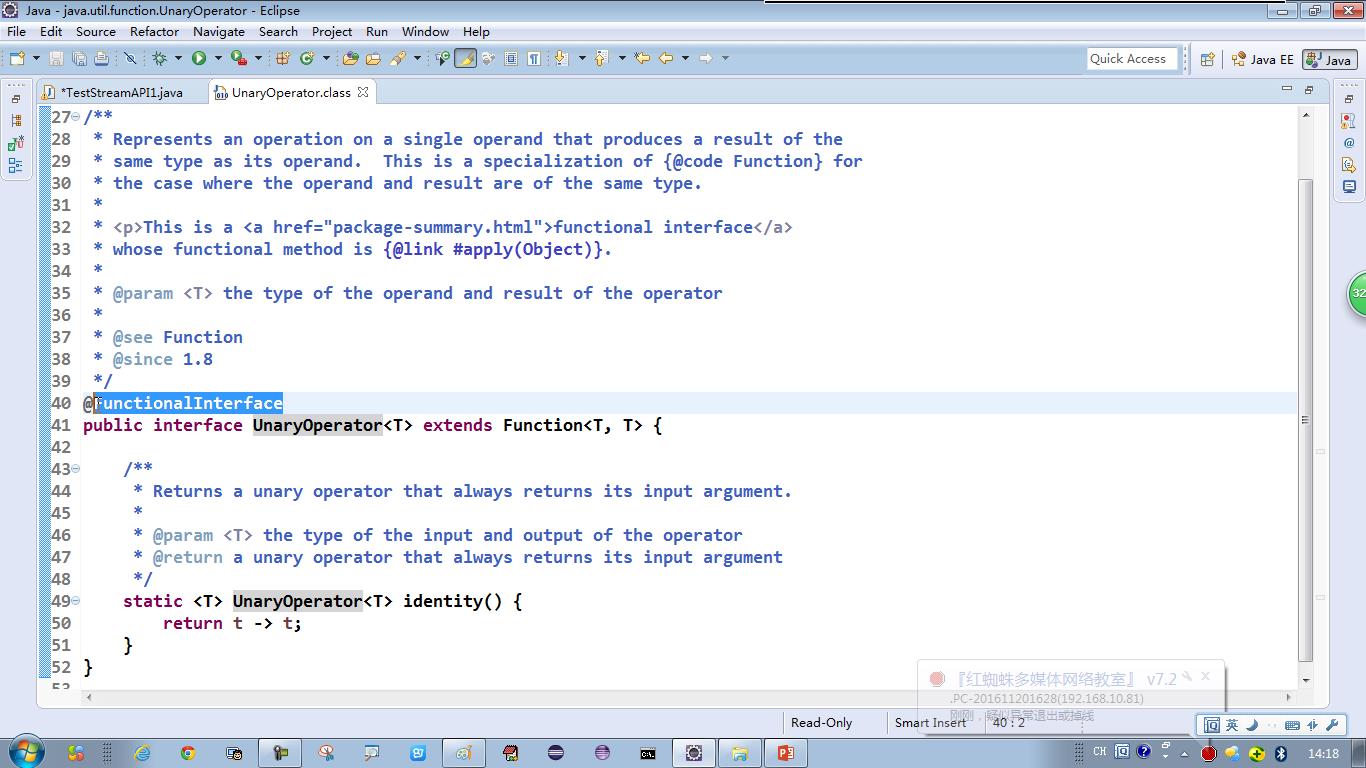 Java - java.util.function.UnaryOperator - Eclipse
File Edit Source Refactor Navigate Search Project Run Window Help
Quick Access Java EE Java
*TestStreamAPI1.java UnaryOperator.class
27 /**
28 * Represents an operation on a single operand that produces a result of the
29 * same type as its operand.  This is a specialization of {@code Function} for
30 * the case where the operand and result are of the same type.
31 *
32 * <p>This is a <a href="package-summary.html">functional interface</a>
33 * whose functional method is {@link #apply(Object)}.
34 *
35 * @param <T> the type of the operand and result of the operator
36 *
37 * @see Function
38 * @since 1.8
39 */
40 @FunctionalInterface
41 public interface UnaryOperator<T> extends Function<T, T> {
42
43 /**
44 * Returns a unary operator that always returns its input argument.
45 *
46 * @param <T> the type of the input and output of the operator
47 * @return a unary operator that always returns its input argument
48 */
49 static <T> UnaryOperator<T> identity() {
50 return t -> t;
51 }
52 }
53
32
『红蜘蛛多媒体网络教室』 v7.2
.PC-201611201628(192.168.10.81)
刚刚，疑似异常退出或掉线
Read-Only Smart Insert 40 : 2
英
CH 14:18